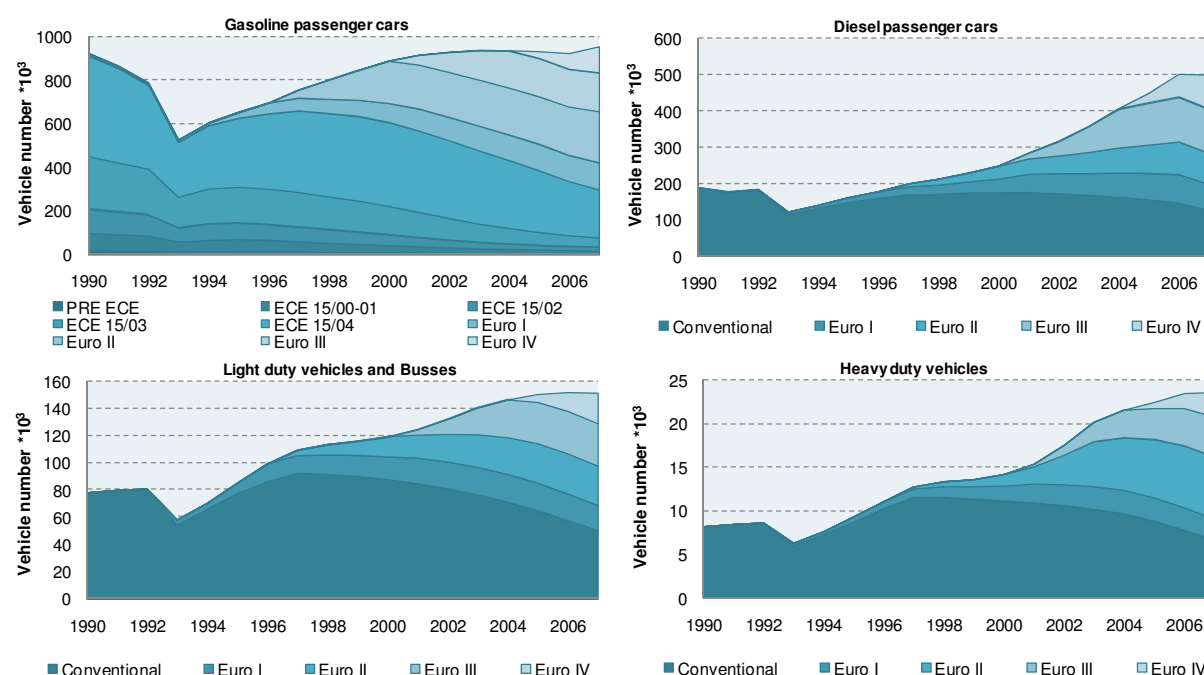 Gasoline passenger cars
Vehicle number *10³
1000
800
600
400
200
0
1990 1992 1994 1996 1998 2000 2002 2004 2006
PRE ECE ECE 15/00-01 ECE 15/02
ECE 15/03 ECE 15/04 Euro I
Euro II Euro III Euro IV
Diesel passenger cars
Vehicle number *10³
600
500
400
300
200
100
0
1990 1992 1994 1996 1998 2000 2002 2004 2006
Conventional Euro I Euro II Euro III Euro IV
Light duty vehicles and Busses
Vehicle number *10³
160
140
120
100
80
60
40
20
0
1990 1992 1994 1996 1998 2000 2002 2004 2006
Conventional Euro I Euro II Euro III Euro IV
Heavy duty vehicles
Vehicle number *10³
25
20
15
10
5
0
1990 1992 1994 1996 1998 2000 2002 2004 2006
Conventional Euro I Euro II Euro III Euro IV